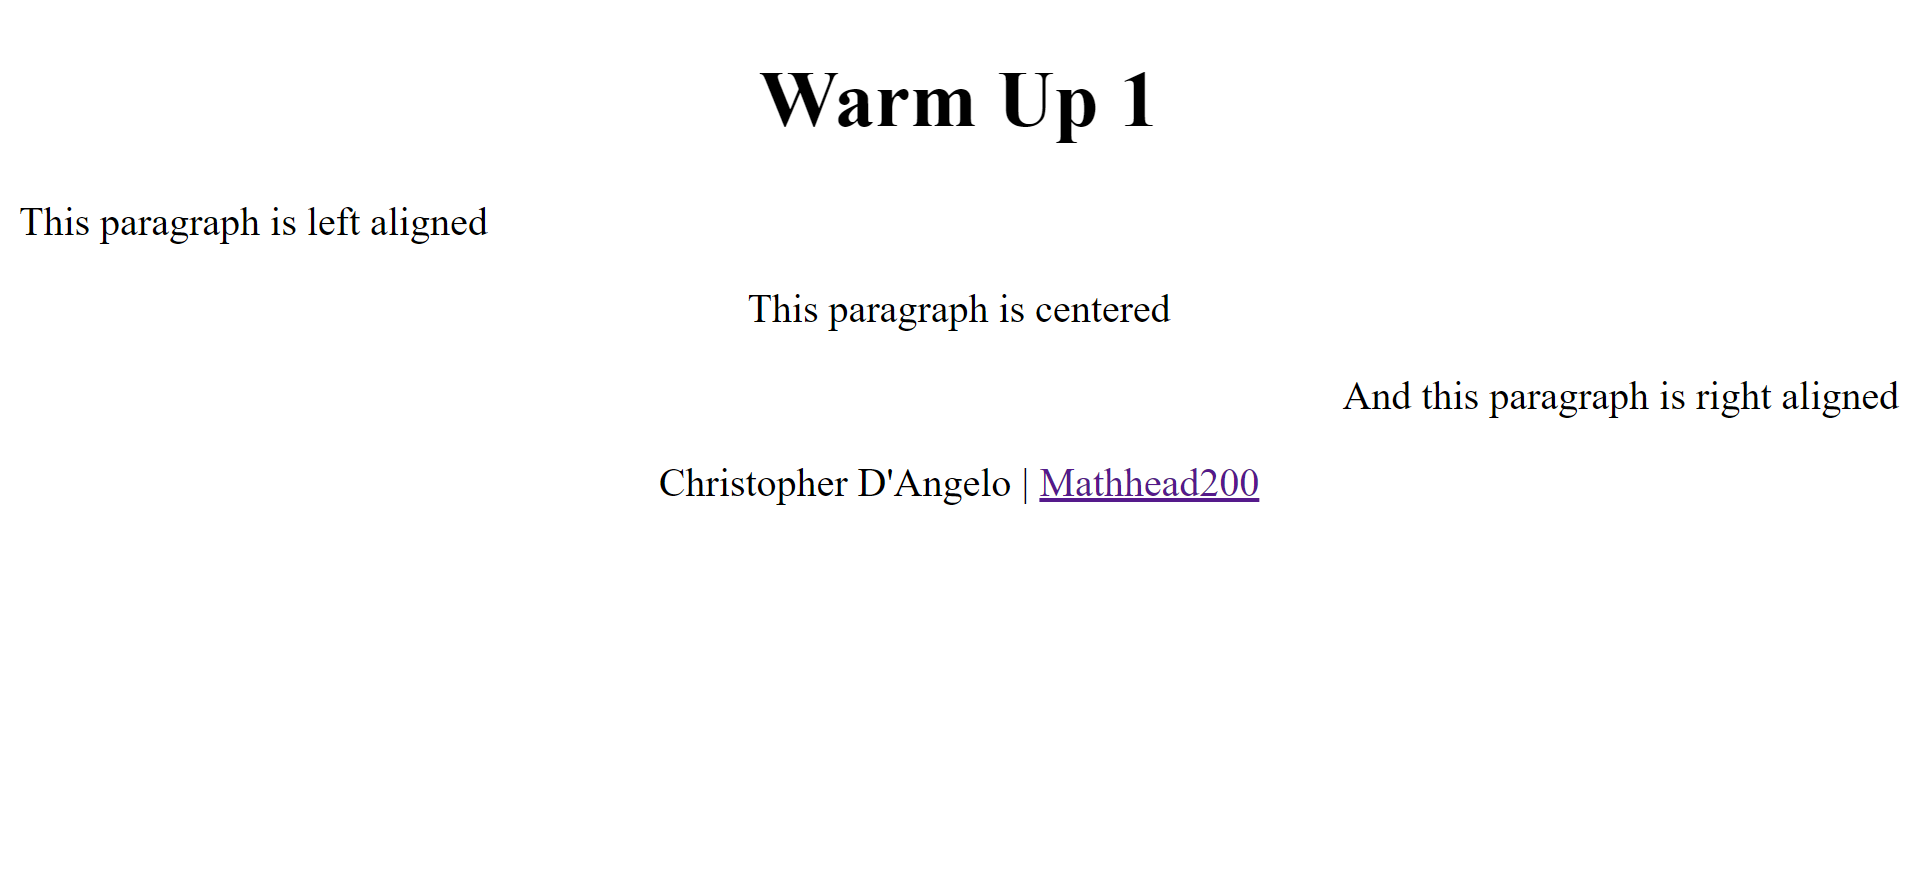 Warm Up 1
This paragraph is left aligned
This paragraph is centered
And this paragraph is right aligned
Christopher D'Angelo | Mathhead200